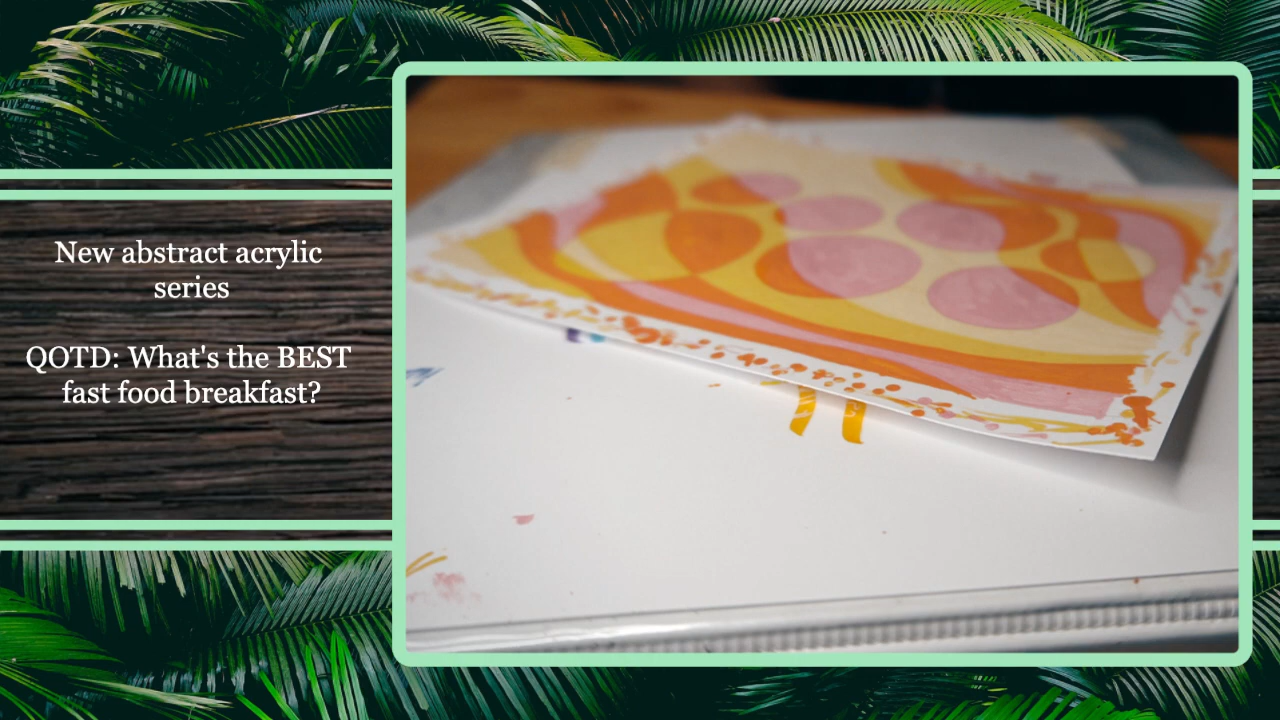 New abstract acrylic
series
QOTD: What's the BEST
fast food breakfast?